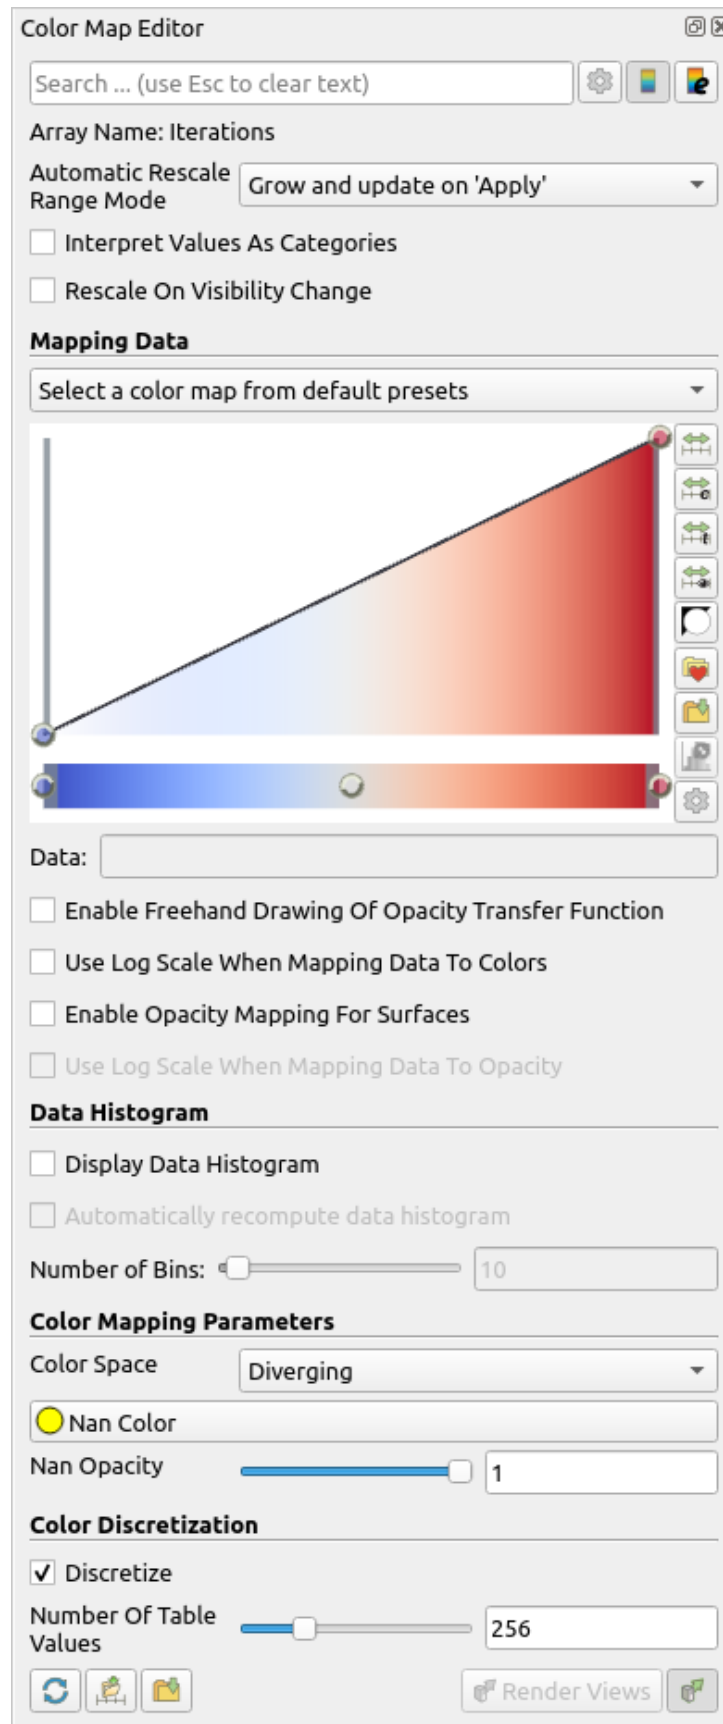 Color Map Editor
Search ... (use Esc to clear text)
Array Name: Iterations
Automatic Rescale
Range Mode
Grow and update on 'Apply'
Interpret Values As Categories
Rescale On Visibility Change
Mapping Data
Select a color map from default presets
Data:
Enable Freehand Drawing Of Opacity Transfer Function
Use Log Scale When Mapping Data To Colors
Enable Opacity Mapping For Surfaces
Use Log Scale When Mapping Data To Opacity
Data Histogram
Display Data Histogram
Automatically recompute data histogram
Number of Bins: 10
Color Mapping Parameters
Color Space Diverging
Nan Color
Nan Opacity 1
Color Discretization
Discretize
Number Of Table
Values
256
Render Views